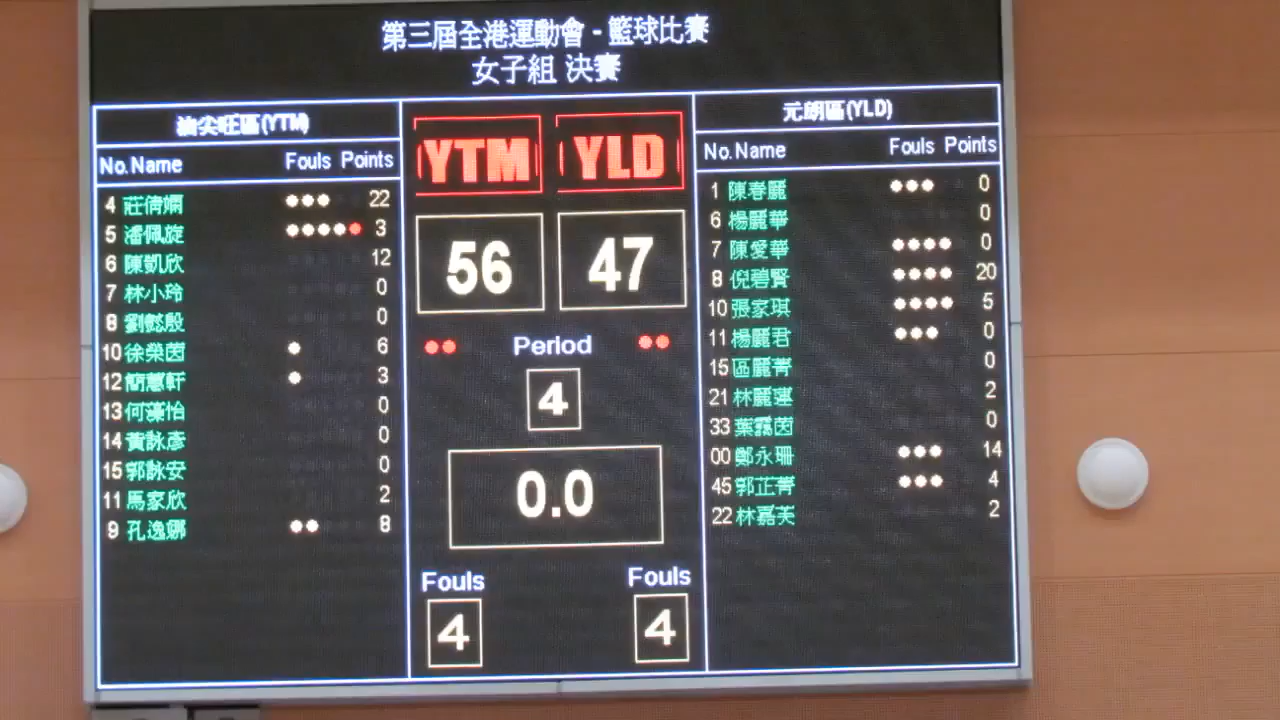 第三屆全港運動會 - 籃球比賽
女子組 決賽
油尖旺區(YTM)
No. Name Fouls Points
4 莊倩嫺 22
5 潘佩旋 3
6 陳凱欣 12
7 林小玲 0
8 劉懿殷 0
10 徐榮茵 6
12 簡蕙軒 3
13 何藻怡 0
14 黃詠彥 0
15 郭詠安 0
11 馬家欣 2
9 孔逸娜 8
YTM YLD
56 47
Period
4
0.0
Fouls Fouls
4 4
元朗區(YLD)
No. Name Fouls Points
1 陳春麗 0
6 楊麗華 0
7 陳愛華 0
8 倪碧賢 20
10 張家琪 5
11 楊麗君 0
15 區麗菁 0
21 林麗蓮 2
33 葉靄茵 0
00 鄭永珊 14
45 郭芷菁 4
22 林嘉芙 2